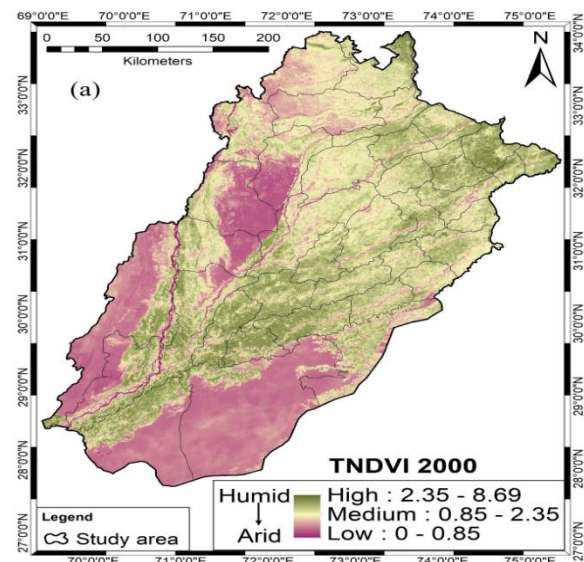 69°0'0"E 70°0'0"E 71°0'0"E 72°0'0"E 73°0'0"E 74°0'0"E 75°0'0"E
0 50 100 150 200
Kilometers
N
(a)
34°0'0"N
33°0'0"N
32°0'0"N
31°0'0"N
30°0'0"N
29°0'0"N
28°0'0"N
27°0'0"N
34°0'0"N
33°0'0"N
32°0'0"N
31°0'0"N
30°0'0"N
29°0'0"N
28°0'0"N
27°0'0"N
TNDVI 2000
Humid
Arid
High : 2.35 - 8.69
Medium : 0.85 - 2.35
Low : 0 - 0.85
Legend
Study area
70°0'0"E 71°0'0"E 72°0'0"E 73°0'0"E 74°0'0"E 75°0'0"E